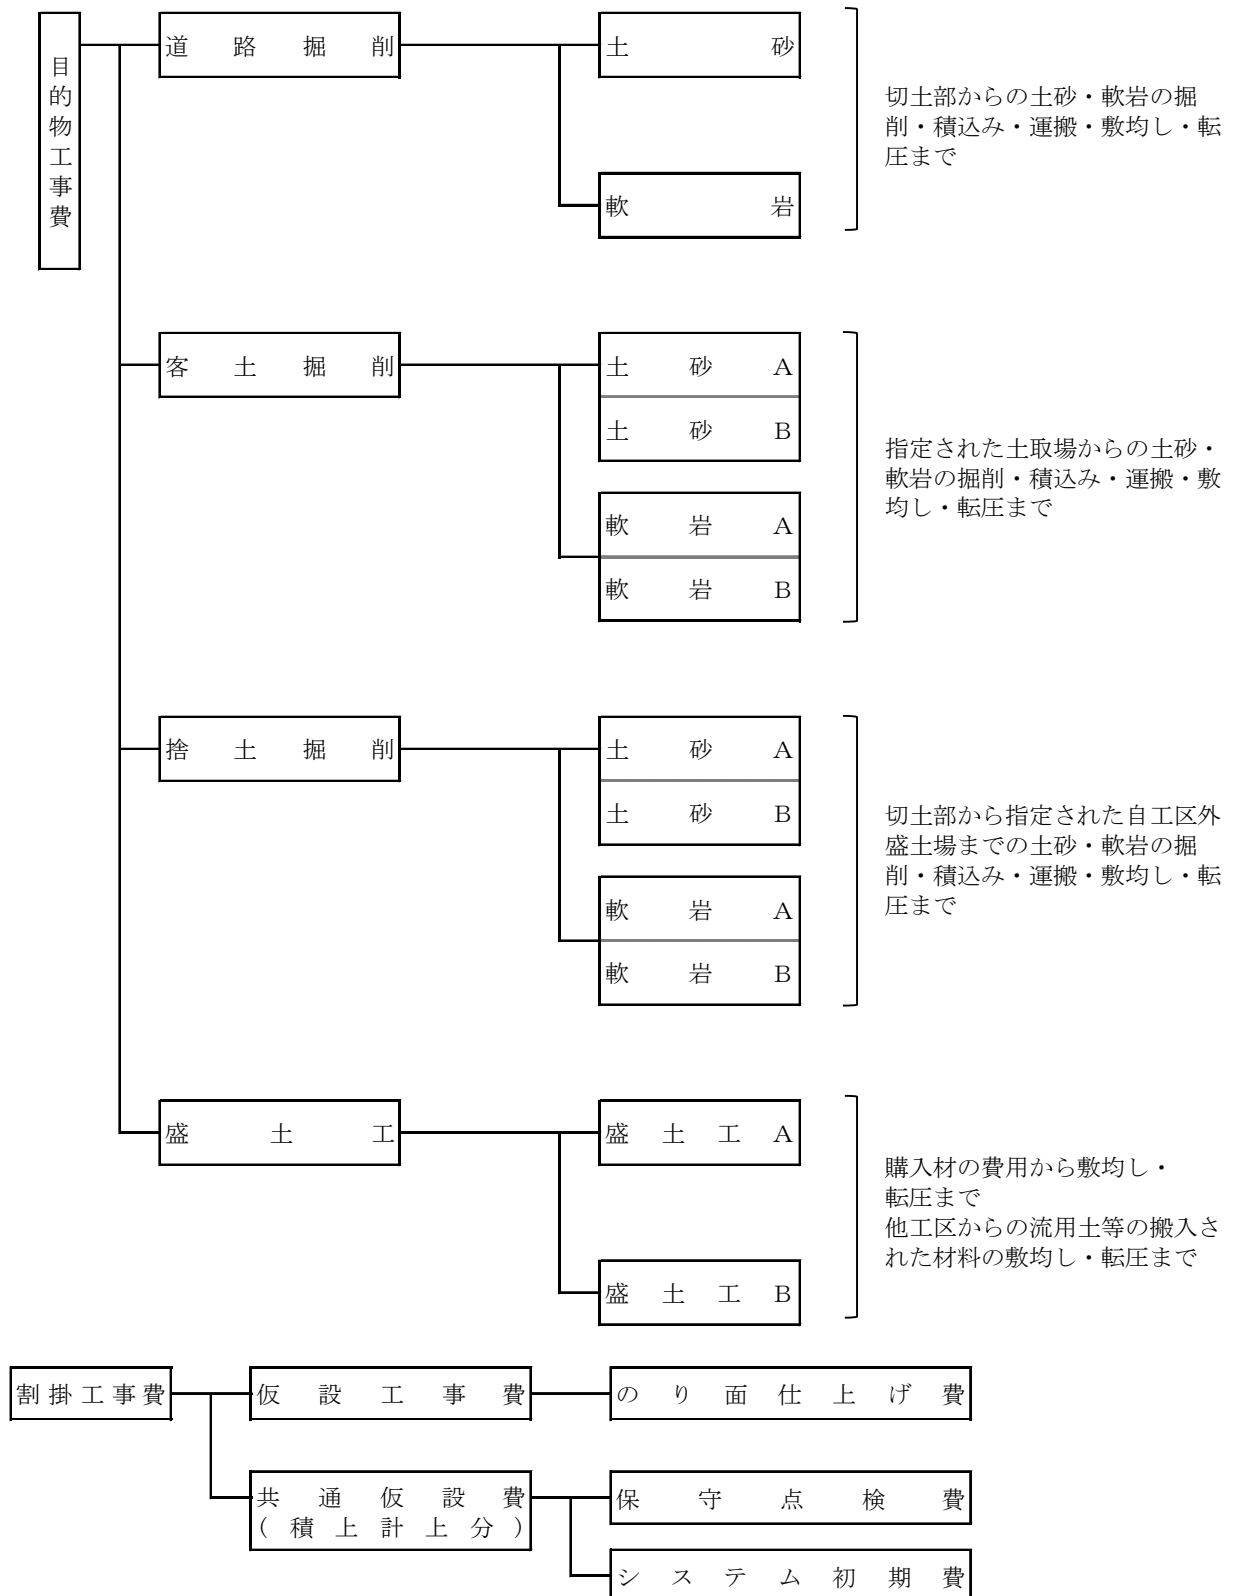 目的物工事費
道路掘削
土砂
軟岩
切土部からの土砂・軟岩の掘
削・積込み・運搬・敷均し・転
圧まで
客土掘削
土砂A
土砂B
軟岩A
軟岩B
指定された土取場からの土砂・
軟岩の掘削・積込み・運搬・敷
均し・転圧まで
捨土掘削
土砂A
土砂B
軟岩A
軟岩B
切土部から指定された自工区外
盛土場までの土砂・軟岩の掘
削・積込み・運搬・敷均し・転
圧まで
盛土工
盛土工A
盛土工B
購入材の費用から敷均し・
転圧まで
他工区からの流用土等の搬入さ
れた材料の敷均し・転圧まで
割掛工事費
仮設工事費
のり面仕上げ費
共通仮設費
(積上計上分)
保守点検費
システム初期費